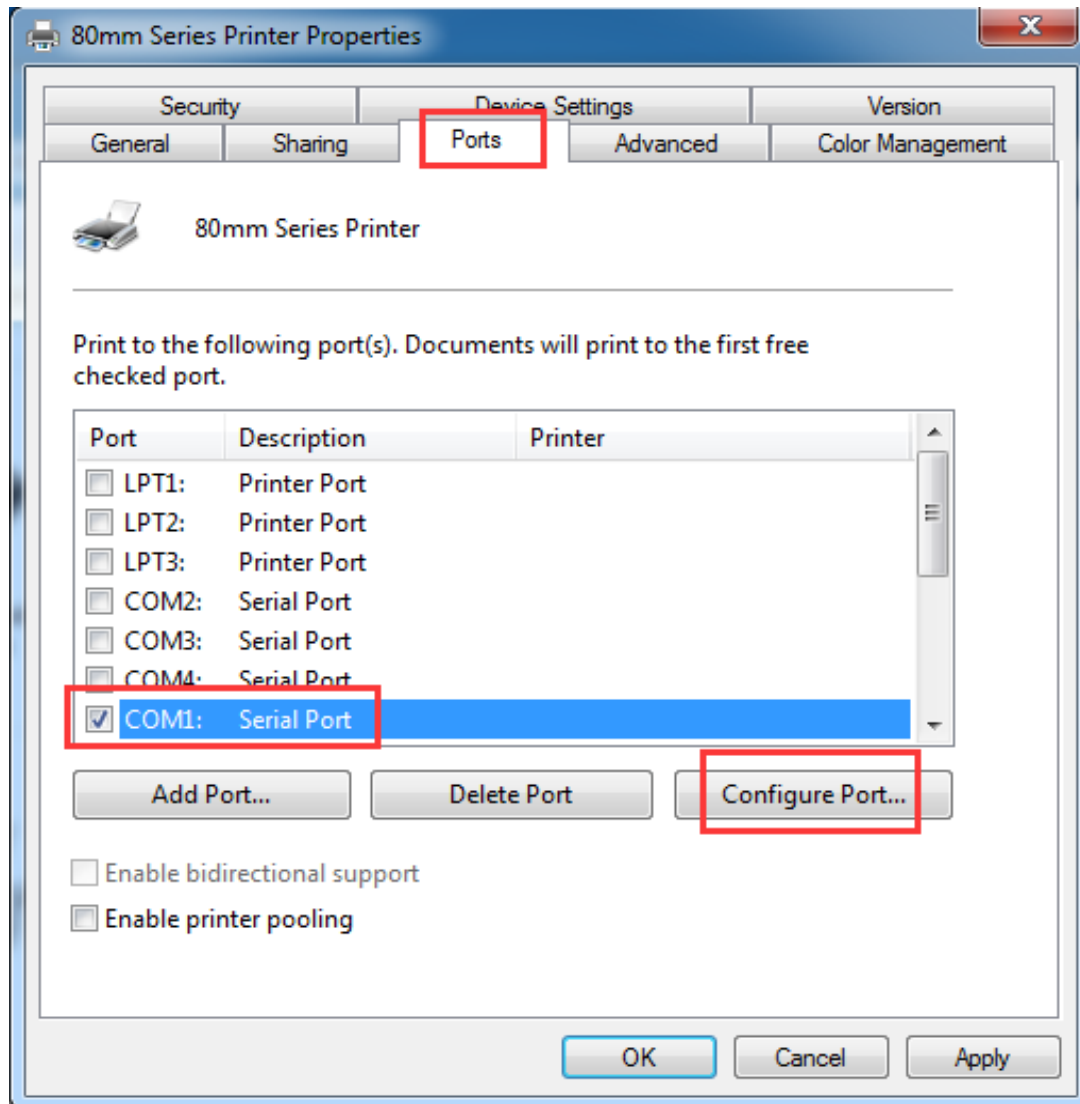 80mm Series Printer Properties
Security Device Settings Version
General Sharing Ports Advanced Color Management
80mm Series Printer
Print to the following port(s). Documents will print to the first free
checked port.
Port Description Printer
LPT1: Printer Port
LPT2: Printer Port
LPT3: Printer Port
COM2: Serial Port
COM3: Serial Port
COM4: Serial Port
COM1: Serial Port
Add Port... Delete Port Configure Port...
Enable bidirectional support
Enable printer pooling
OK Cancel Apply